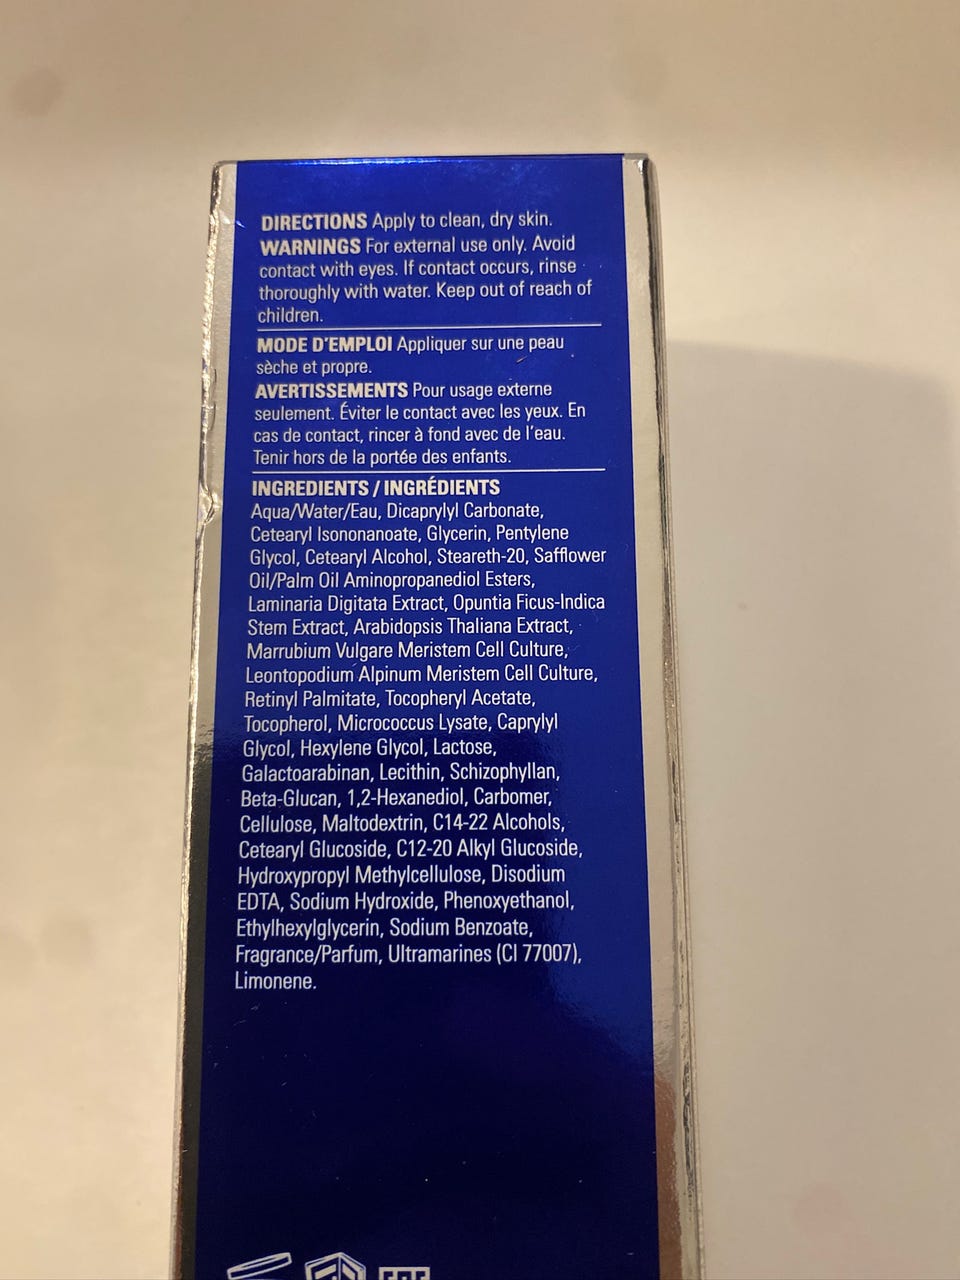 DIRECTIONS Apply to clean, dry skin.
WARNINGS For external use only. Avoid
contact with eyes. If contact occurs, rinse
thoroughly with water. Keep out of reach of
children.
MODE D'EMPLOI Appliquer sur une peau
sèche et propre.
AVERTISSEMENTS Pour usage externe
seulement. Éviter le contact avec les yeux. En
cas de contact, rincer à fond avec de l'eau.
Tenir hors de la portée des enfants.
INGREDIENTS / INGRÉDIENTS
Aqua/Water/Eau, Dicaprylyl Carbonate,
Cetearyl Isononanoate, Glycerin, Pentylene
Glycol, Cetearyl Alcohol, Steareth-20, Safflower
Oil/Palm Oil Aminopropanediol Esters,
Laminaria Digitata Extract, Opuntia Ficus-Indica
Stem Extract, Arabidopsis Thaliana Extract,
Marrubium Vulgare Meristem Cell Culture,
Leontopodium Alpinum Meristem Cell Culture,
Retinyl Palmitate, Tocopheryl Acetate,
Tocopherol, Micrococcus Lysate, Caprylyl
Glycol, Hexylene Glycol, Lactose,
Galactoarabinan, Lecithin, Schizophyllan,
Beta-Glucan, 1,2-Hexanediol, Carbomer,
Cellulose, Maltodextrin, C14-22 Alcohols,
Cetearyl Glucoside, C12-20 Alkyl Glucoside,
Hydroxypropyl Methylcellulose, Disodium
EDTA, Sodium Hydroxide, Phenoxyethanol,
Ethylhexylglycerin, Sodium Benzoate,
Fragrance/Parfum, Ultramarines (CI 77007),
Limonene.